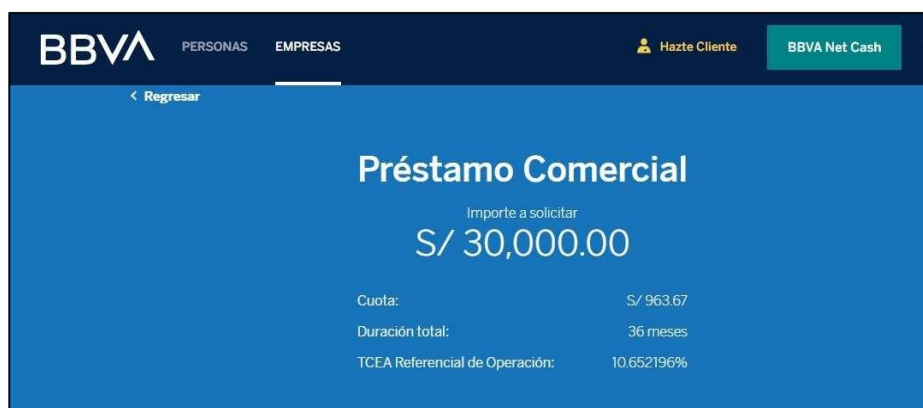 BBVA PERSONAS EMPRESAS Hazte Cliente BBVA Net Cash
< Regresar
Préstamo Comercial
Importe a solicitar
S/ 30,000.00
Cuota: S/ 963.67
Duración total: 36 meses
TCEA Referencial de Operación: 10.652196%